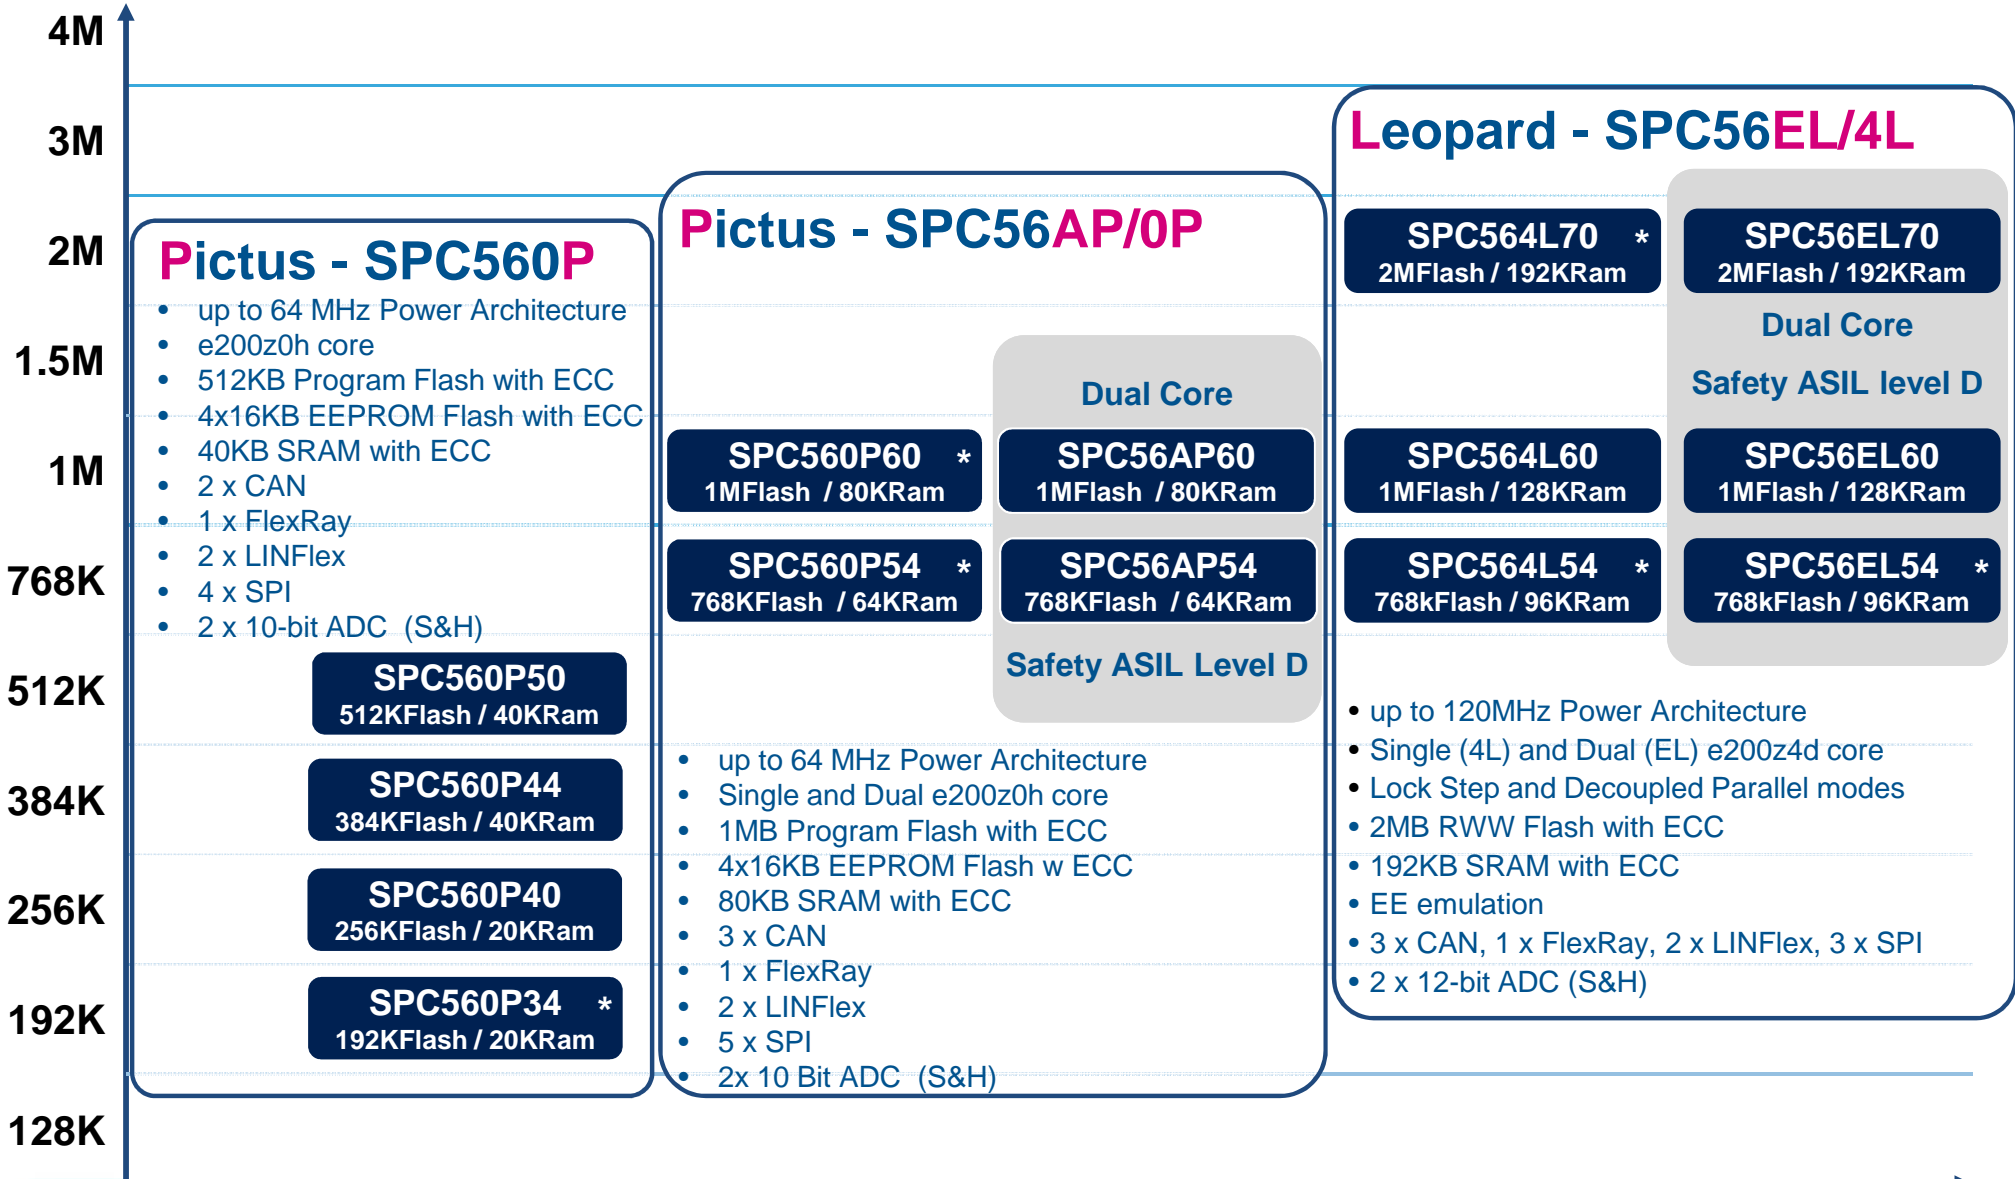 4M
3M
2M
1.5M
1M
768K
512K
384K
256K
192K
128K
Pictus - SPC560P
• up to 64 MHz Power Architecture
• e200z0h core
• 512KB Program Flash with ECC
• 4x16KB EEPROM Flash with ECC
• 40KB SRAM with ECC
• 2 x CAN
• 1 x FlexRay
• 2 x LINFlex
• 4 x SPI
• 2 x 10-bit ADC (S&H)
SPC560P50
512KFlash / 40KRam
SPC560P44
384KFlash / 40KRam
SPC560P40
256KFlash / 20KRam
SPC560P34 *
192KFlash / 20KRam
Pictus - SPC56AP/0P
Dual Core
SPC560P60 *
1MFlash / 80KRam
SPC56AP60
1MFlash / 80KRam
SPC560P54 *
768KFlash / 64KRam
SPC56AP54
768KFlash / 64KRam
Safety ASIL Level D
• up to 64 MHz Power Architecture
• Single and Dual e200z0h core
• 1MB Program Flash with ECC
• 4x16KB EEPROM Flash w ECC
• 80KB SRAM with ECC
• 3 x CAN
• 1 x FlexRay
• 2 x LINFlex
• 5 x SPI
• 2x 10 Bit ADC (S&H)
Leopard - SPC56EL/4L
SPC564L70 *
2MFlash / 192KRam
SPC56EL70
2MFlash / 192KRam
Dual Core
Safety ASIL level D
SPC564L60
1MFlash / 128KRam
SPC56EL60
1MFlash / 128KRam
SPC564L54 *
768kFlash / 96KRam
SPC56EL54 *
768kFlash / 96KRam
• up to 120MHz Power Architecture
• Single (4L) and Dual (EL) e200z4d core
• Lock Step and Decoupled Parallel modes
• 2MB RWW Flash with ECC
• 192KB SRAM with ECC
• EE emulation
• 3 x CAN, 1 x FlexRay, 2 x LINFlex, 3 x SPI
• 2 x 12-bit ADC (S&H)